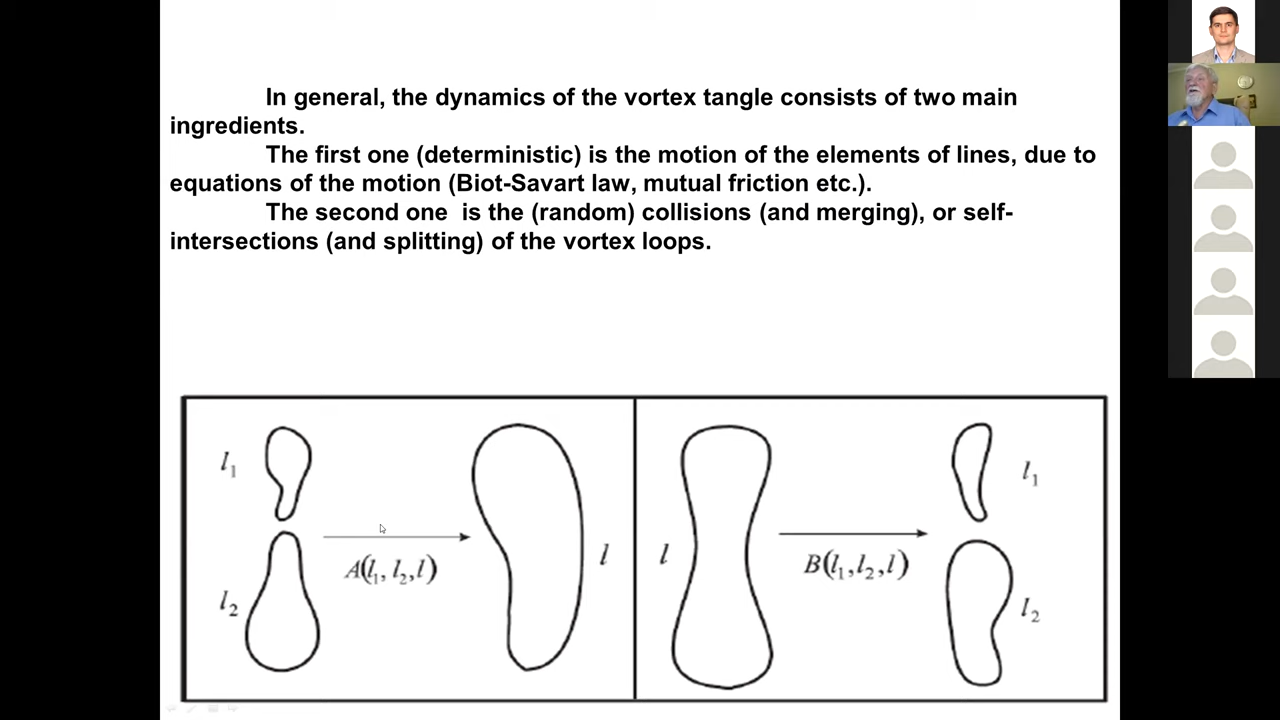 In general, the dynamics of the vortex tangle consists of two main
ingredients.
The first one (deterministic) is the motion of the elements of lines, due to
equations of the motion (Biot-Savart law, mutual friction etc.).
The second one is the (random) collisions (and merging), or self-
intersections (and splitting) of the vortex loops.
l₁
l₂
A(l₁, l₂,l)
l
l
B(l₁,l₂,l)
l₁
l₂